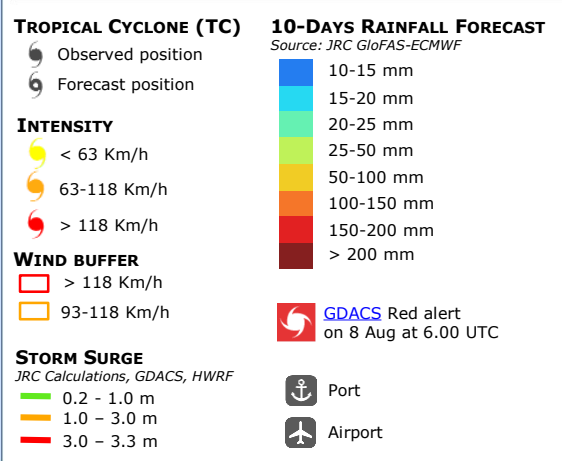 TROPICAL CYCLONE (TC)
Observed position
Forecast position
INTENSITY
< 63 Km/h
63-118 Km/h
> 118 Km/h
WIND BUFFER
> 118 Km/h
93-118 Km/h
STORM SURGE
JRC Calculations, GDACS, HWRF
0.2 - 1.0 m
1.0 – 3.0 m
3.0 – 3.3 m
10-DAYS RAINFALL FORECAST
Source: JRC GloFAS-ECMWF
10-15 mm
15-20 mm
20-25 mm
25-50 mm
50-100 mm
100-150 mm
150-200 mm
> 200 mm
GDACS Red alert
on 8 Aug at 6.00 UTC
Port
Airport